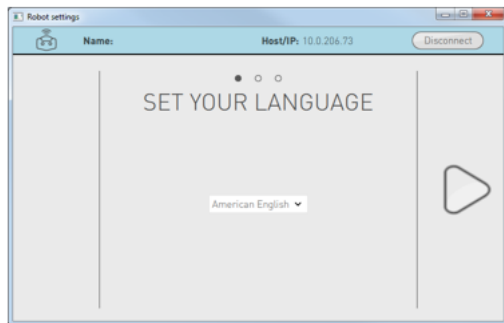 Robot settings
Name: Host/IP: 10.0.206.73 Disconnect
SET YOUR LANGUAGE
American English